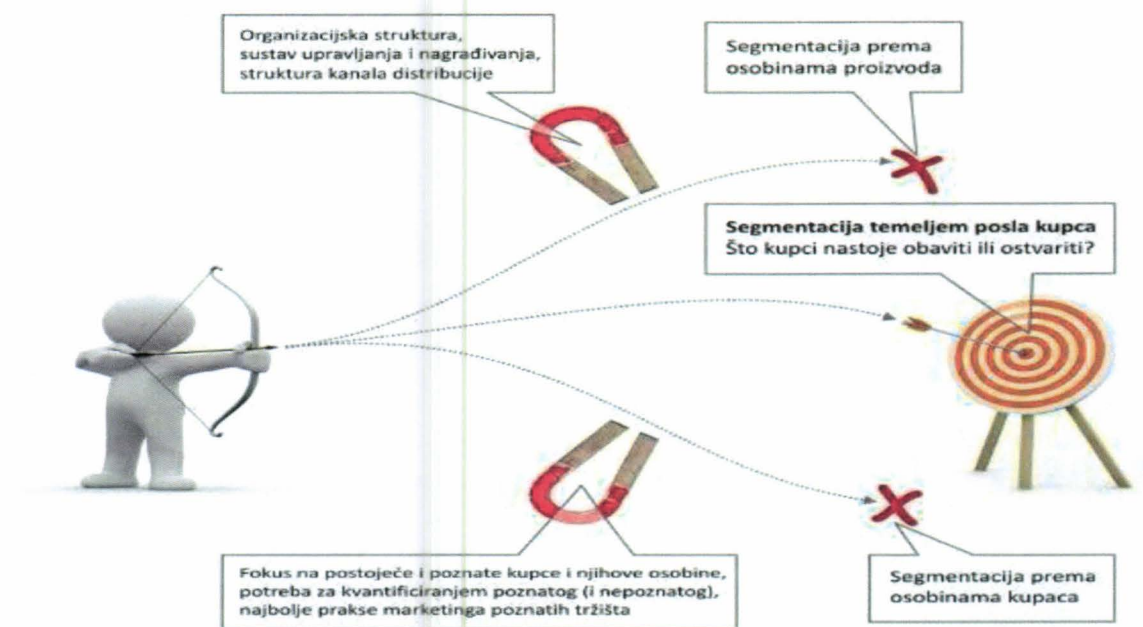 Organizacijska struktura,
sustav upravljanja i nagrađivanja,
struktura kanala distribucije
Segmentacija prema
osobinama proizvoda
Segmentacija temeljem posla kupca
Što kupci nastoje obaviti ili ostvariti?
Fokus na postoječe i poznate kupce i njihove osobine,
potreba za kvantificiranjem poznatog (i nepoznatog),
najbolje prakse marketinga poznatih tržišta
Segmentacija prema
osobinama kupaca